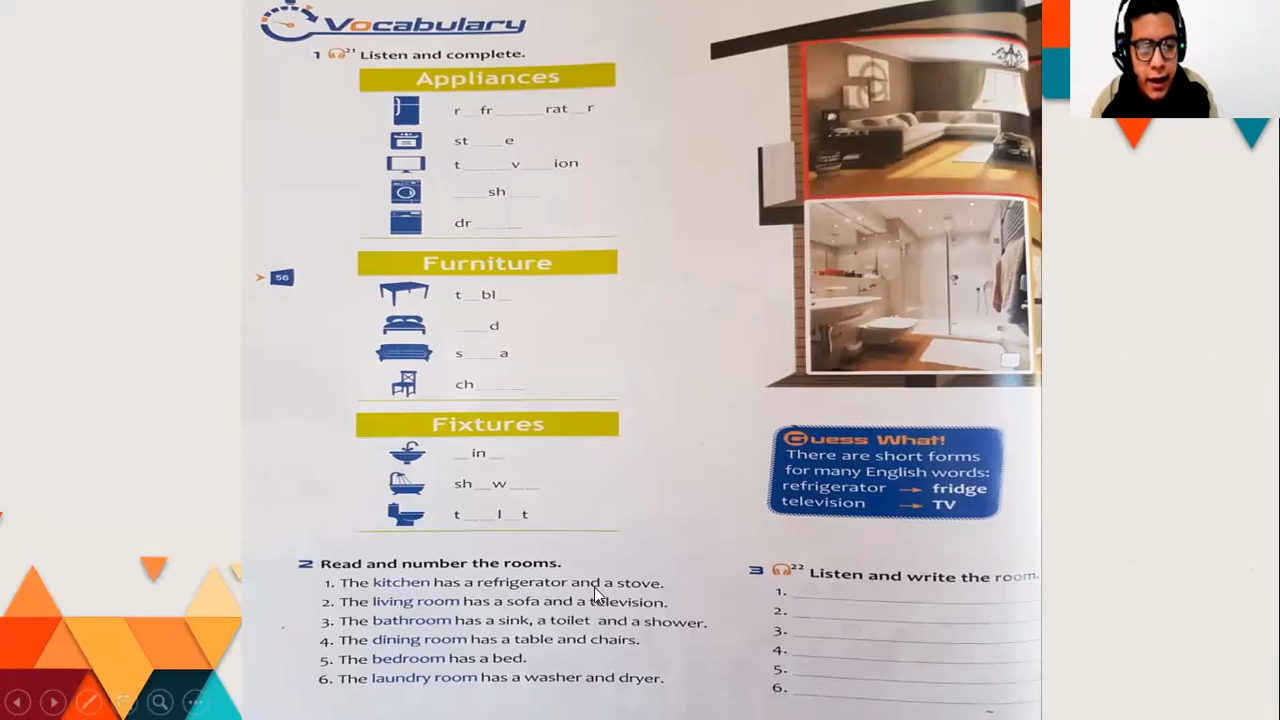 Vocabulary
1 21 Listen and complete.
Appliances
r__fr_____rat__r
st____e
t_____v____ion
____sh____
dr______
Furniture
t__bl__
____d
s____a
ch______
56
Fixtures
__in__
sh__w____
t____l__t
Guess What!
There are short forms
for many English words:
refrigerator → fridge
television → TV
2 Read and number the rooms.
1. The kitchen has a refrigerator and a stove.
2. The living room has a sofa and a television.
3. The bathroom has a sink, a toilet and a shower.
4. The dining room has a table and chairs.
5. The bedroom has a bed.
6. The laundry room has a washer and dryer.
3 22 Listen and write the room.
1.
2.
3.
4.
5.
6.